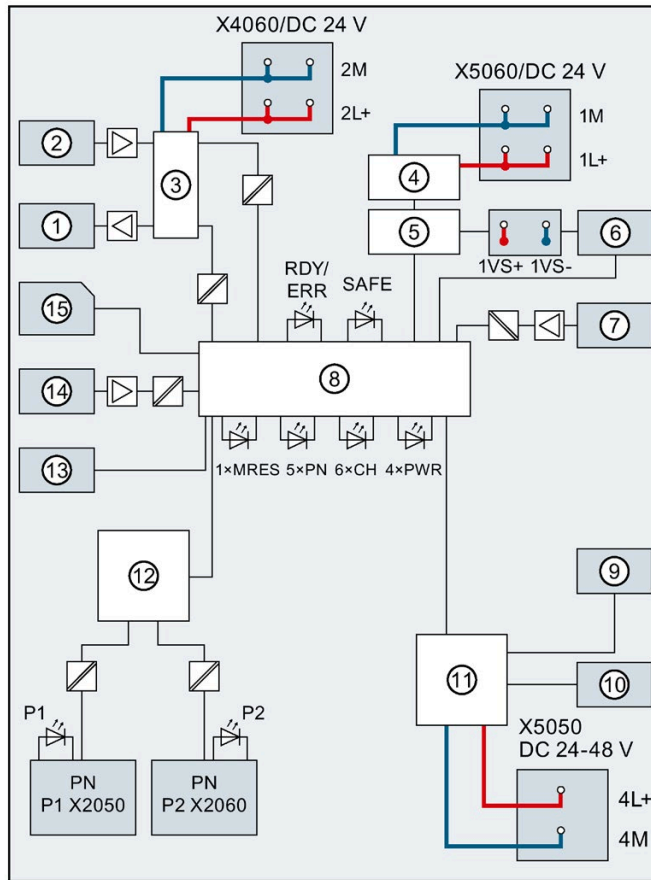 X4060/DC 24 V
2M
2L+
X5060/DC 24 V
1M
1L+
②
③
④
①
⑤
⑥
1VS+ 1VS-
RDY/
ERR
SAFE
⑮
⑦
⑧
⑭
⑬
1×MRES 5×PN 6×CH 4×PWR
⑫
⑨
⑪
⑩
P1
P2
X5050
DC 24-48 V
PN
P1 X2050
PN
P2 X2060
4L+
4M